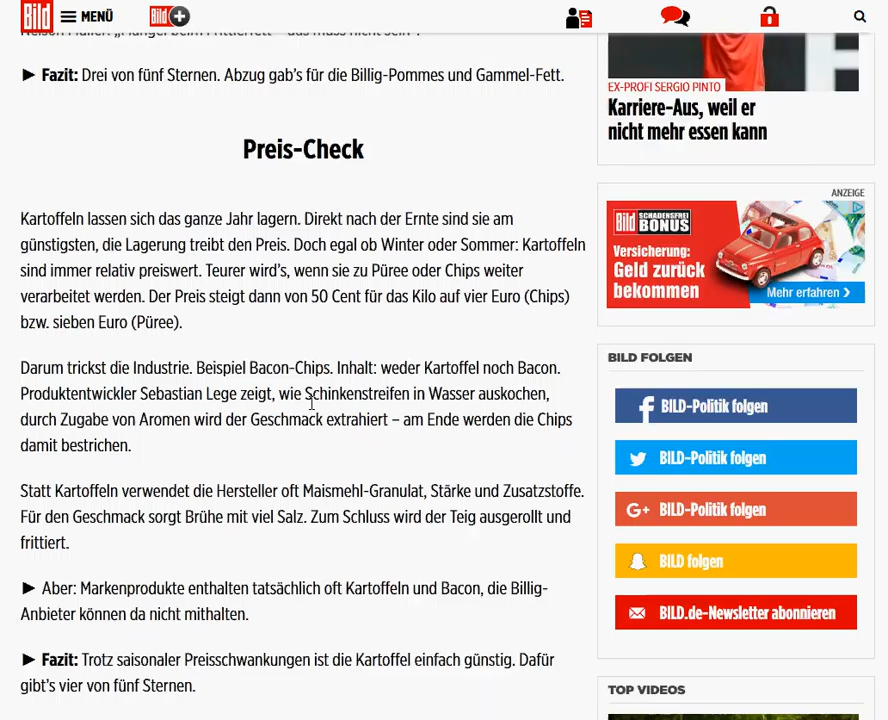 Bild
MENÜ
Bild
► Fazit: Drei von fünf Sternen. Abzug gab's für die Billig-Pommes und Gammel-Fett.
Preis-Check
Kartoffeln lassen sich das ganze Jahr lagern. Direkt nach der Ernte sind sie am
günstigsten, die Lagerung treibt den Preis. Doch egal ob Winter oder Sommer: Kartoffeln
sind immer relativ preiswert. Teurer wird's, wenn sie zu Püree oder Chips weiter
verarbeitet werden. Der Preis steigt dann von 50 Cent für das Kilo auf vier Euro (Chips)
bzw. sieben Euro (Püree).
Darum trickst die Industrie. Beispiel Bacon-Chips. Inhalt: weder Kartoffel noch Bacon.
Produktentwickler Sebastian Lege zeigt, wie Schinkenstreifen in Wasser auskochen,
durch Zugabe von Aromen wird der Geschmack extrahiert – am Ende werden die Chips
damit bestrichen.
Statt Kartoffeln verwendet die Hersteller oft Maismehl-Granulat, Stärke und Zusatzstoffe.
Für den Geschmack sorgt Brühe mit viel Salz. Zum Schluss wird der Teig ausgerollt und
frittiert.
► Aber: Markenprodukte enthalten tatsächlich oft Kartoffeln und Bacon, die Billig-
Anbieter können da nicht mithalten.
► Fazit: Trotz saisonaler Preisschwankungen ist die Kartoffel einfach günstig. Dafür
gibt's vier von fünf Sternen.
EX-PROFI SERGIO PINTO
Karriere-Aus, weil er
nicht mehr essen kann
ANZEIGE
Bild SCHADENSFREI
BONUS
Versicherung:
Geld zurück
bekommen
Mehr erfahren
BILD FOLGEN
BILD-Politik folgen
BILD-Politik folgen
G+ BILD-Politik folgen
BILD folgen
BILD.de-Newsletter abonnieren
TOP VIDEOS